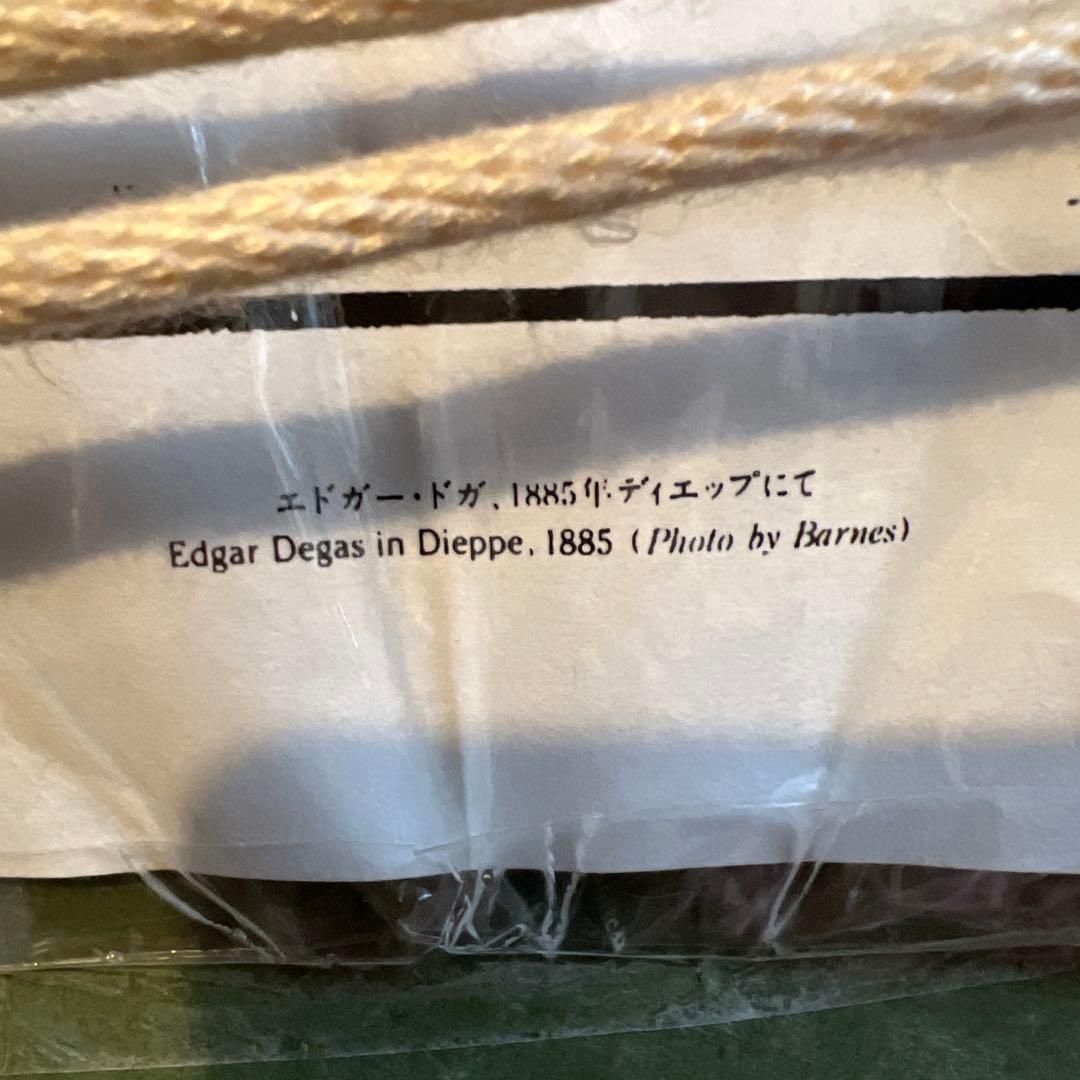 エドガー・ドガ, 1885年ディエップにて
Edgar Degas in Dieppe, 1885 (Photo by Barnes)